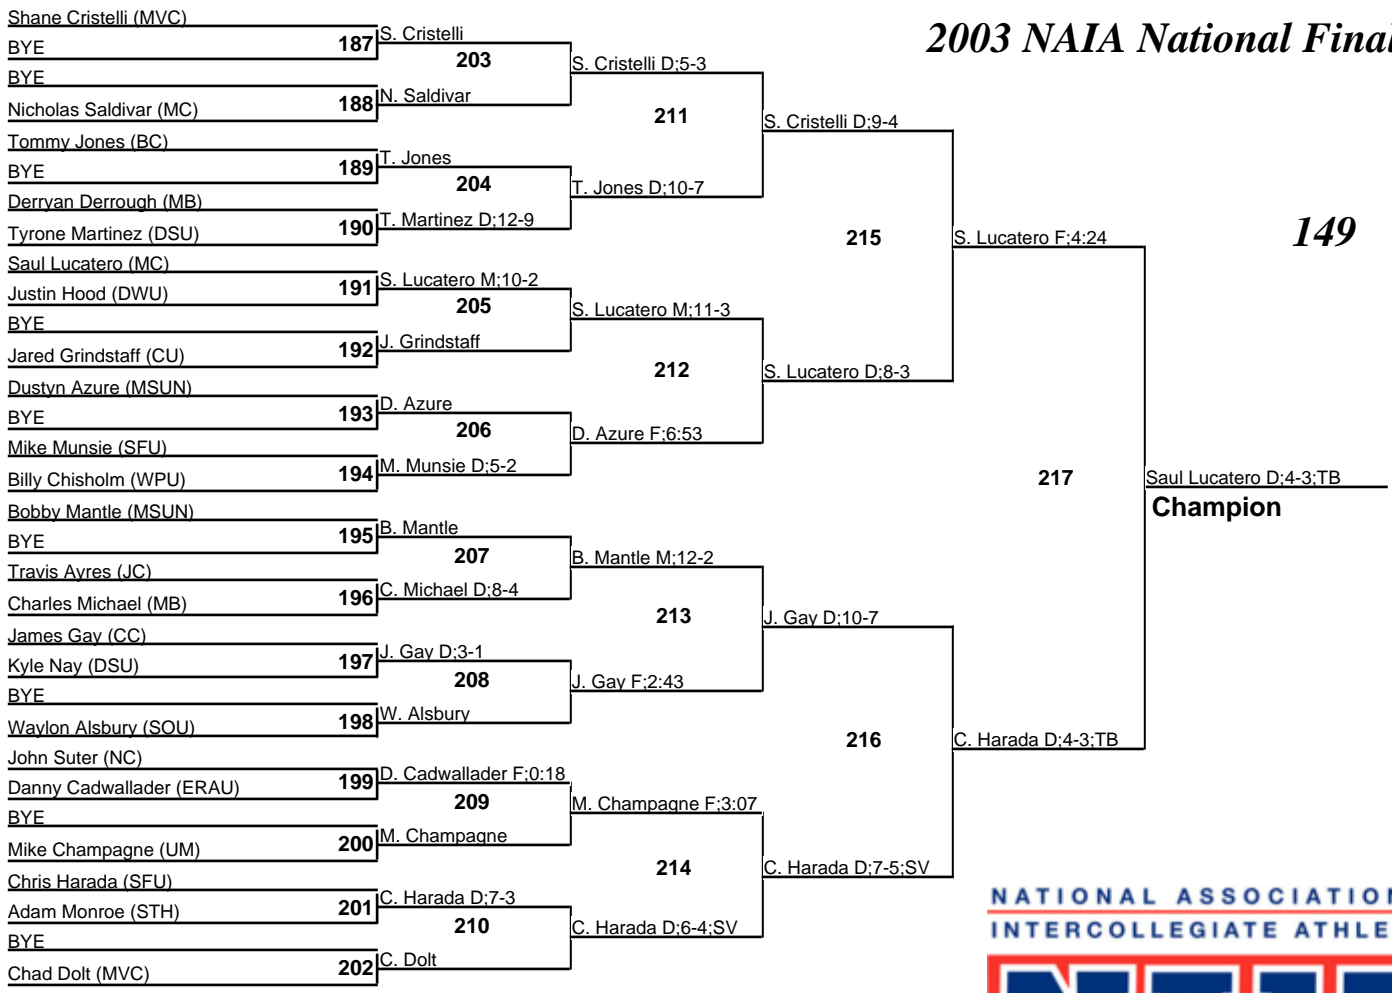 2003 NAIA National Final
149
Shane Cristelli (MVC)
BYE
187
BYE
Nicholas Saldivar (MC)
188
Tommy Jones (BC)
BYE
189
Derryan Derrough (MB)
Tyrone Martinez (DSU)
190
Saul Lucatero (MC)
Justin Hood (DWU)
191
BYE
Jared Grindstaff (CU)
192
Dustyn Azure (MSUN)
BYE
193
Mike Munsie (SFU)
Billy Chisholm (WPU)
194
Bobby Mantle (MSUN)
BYE
195
Travis Ayres (JC)
Charles Michael (MB)
196
James Gay (CC)
Kyle Nay (DSU)
197
BYE
Waylon Alsbury (SOU)
198
John Suter (NC)
Danny Cadwallader (ERAU)
199
BYE
Mike Champagne (UM)
200
Chris Harada (SFU)
Adam Monroe (STH)
201
BYE
Chad Dolt (MVC)
202
S. Cristelli
203
N. Saldivar
T. Jones
204
T. Martinez D;12-9
S. Lucatero M;10-2
205
J. Grindstaff
D. Azure
206
M. Munsie D;5-2
B. Mantle
207
C. Michael D;8-4
J. Gay D;3-1
208
W. Alsbury
D. Cadwallader F;0:18
209
M. Champagne
C. Harada D;7-3
210
C. Dolt
S. Cristelli D;5-3
211
T. Jones D;10-7
S. Lucatero M;11-3
212
D. Azure F;6:53
B. Mantle M;12-2
213
J. Gay F;2:43
M. Champagne F;3:07
214
C. Harada D;6-4;SV
S. Cristelli D;9-4
215
S. Lucatero D;8-3
J. Gay D;10-7
216
C. Harada D;7-5;SV
S. Lucatero F;4:24
217
C. Harada D;4-3;TB
Saul Lucatero D;4-3;TB
Champion
NATIONAL ASSOCIATION
INTERCOLLEGIATE ATHLE